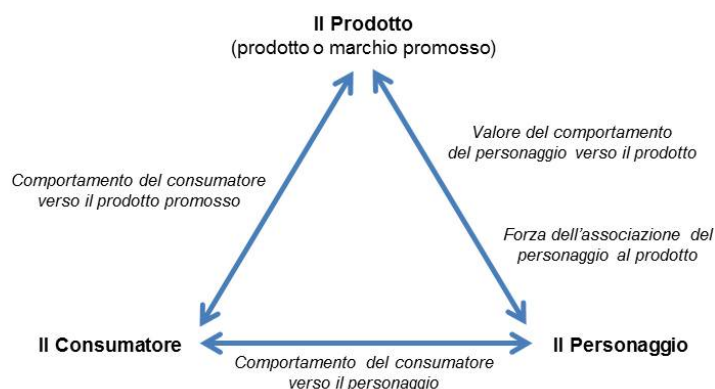 Il Prodotto
(prodotto o marchio promosso)
Valore del comportamento
del personaggio verso il prodotto
Comportamento del consumatore
verso il prodotto promosso
Forza dell'associazione del
personaggio al prodotto
Il Consumatore
Il Personaggio
Comportamento del consumatore
verso il personaggio